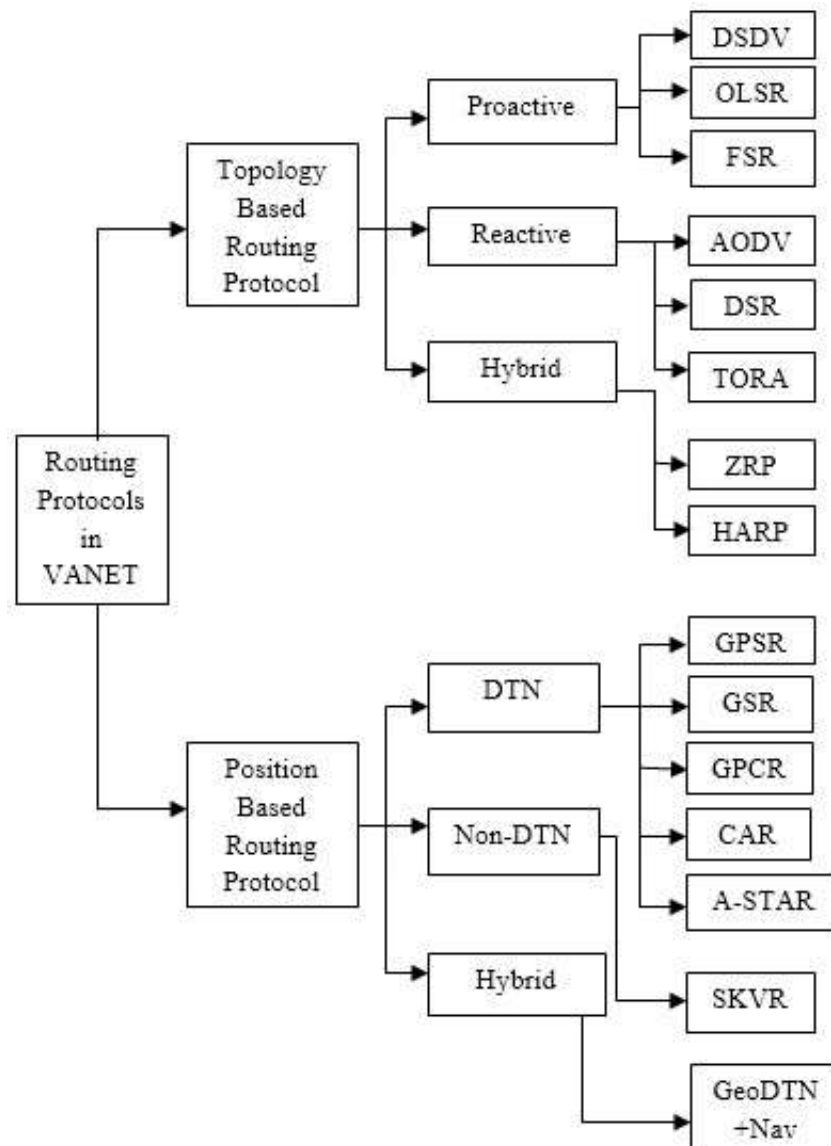 DSDV
OLSR
FSR
Proactive
Topology
Based
Routing
Protocol
Reactive
AODV
DSR
TORA
Hybrid
ZRP
HARP
Routing
Protocols
in
VANET
GPSR
DTN
GSR
GPCR
Position
Based
Routing
Protocol
Non-DTN
CAR
A-STAR
Hybrid
SKVR
GeoDTN
+Nav